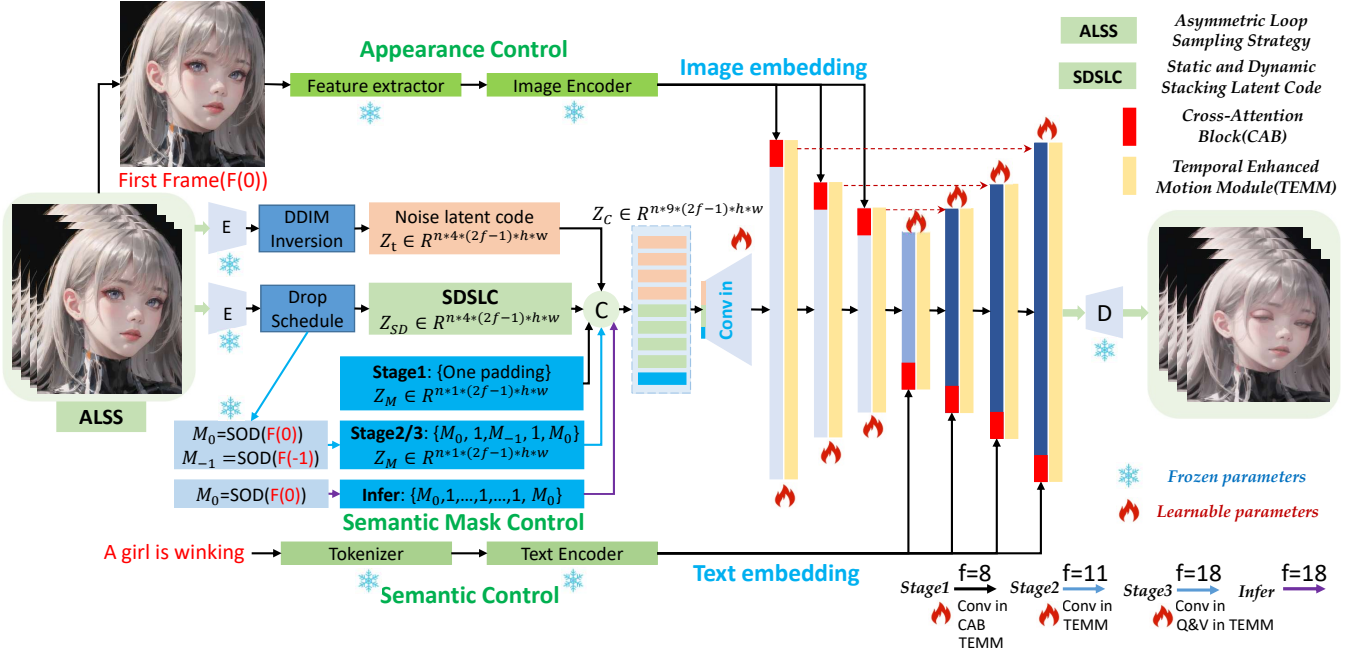 Appearance Control
Feature extractor
Image Encoder
Image embedding
First Frame(F(0))
E
DDIM
Inversion
Noise latent code
Z_t ∈ R^{n*4*(2f−1)*h*w}
Z_C ∈ R^{n*9*(2f−1)*h*w}
E
Drop
Schedule
SDSLC
Z_{SD} ∈ R^{n*4*(2f−1)*h*w}
C
Conv in
D
Stage1: {One padding}
Z_M ∈ R^{n*1*(2f−1)*h*w}
ALSS
M_0=SOD(F(0))
M_{−1} =SOD(F(-1))
Stage2/3: {M_0, 1,M_{−1}, 1, M_0}
Z_M ∈ R^{n*1*(2f−1)*h*w}
M_0=SOD(F(0))
Infer: {M_0,1,…,1,…,1, M_0}
Semantic Mask Control
A girl is winking
Tokenizer
Text Encoder
Text embedding
Semantic Control
ALSS
Asymmetric Loop
Sampling Strategy
SDSLC
Static and Dynamic
Stacking Latent Code
Cross-Attention
Block(CAB)
Temporal Enhanced
Motion Module(TEMM)
Frozen parameters
Learnable parameters
Stage1
f=8
Conv in
CAB
TEMM
Stage2
f=11
Conv in
TEMM
Stage3
f=18
Conv in
Q&V in TEMM
Infer
f=18